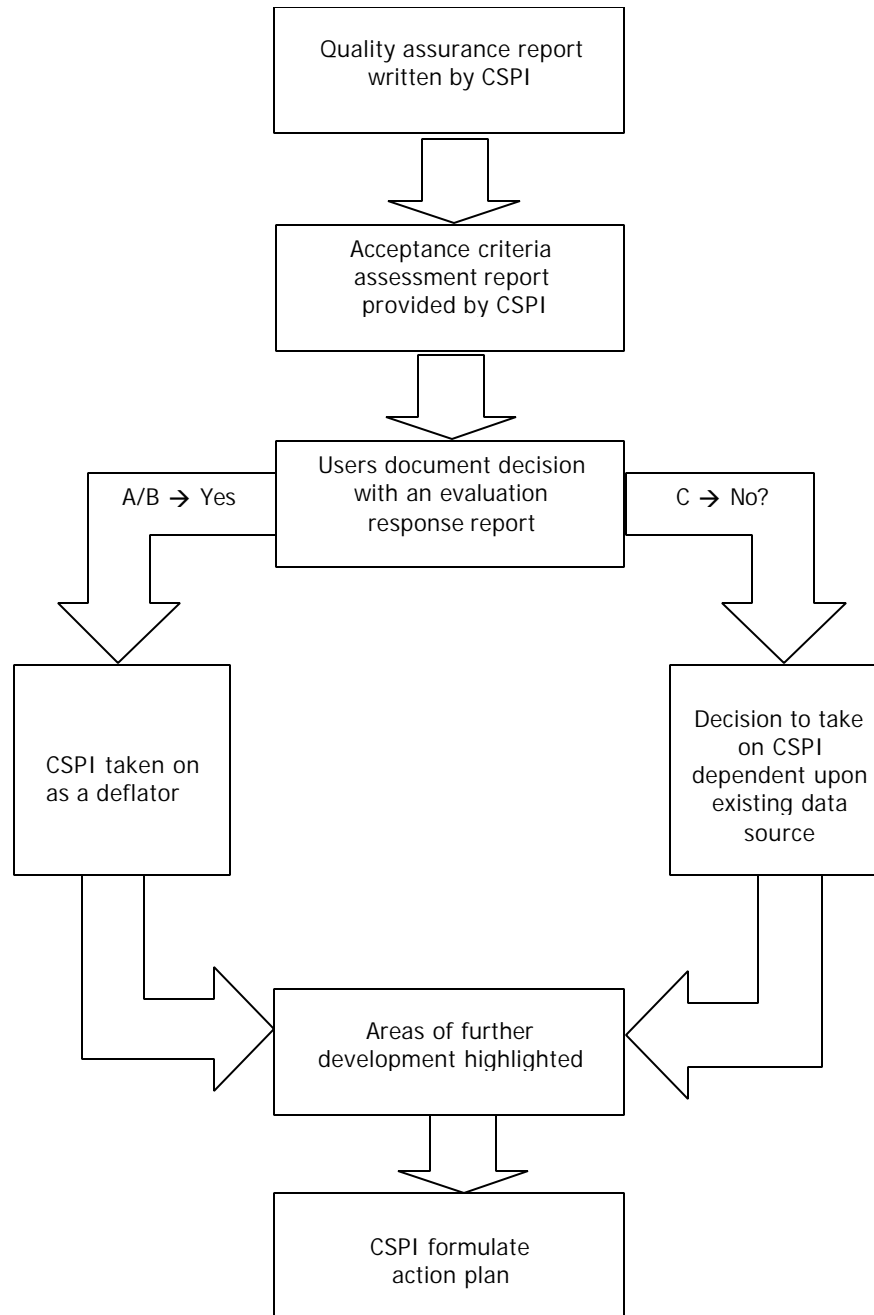 Quality assurance report
written by CSPI
Acceptance criteria
assessment report
provided by CSPI
Users document decision
with an evaluation
response report
A/B → Yes
C → No?
CSPI taken on
as a deflator
Decision to take
on CSPI
dependent upon
existing data
source
Areas of further
development highlighted
CSPI formulate
action plan